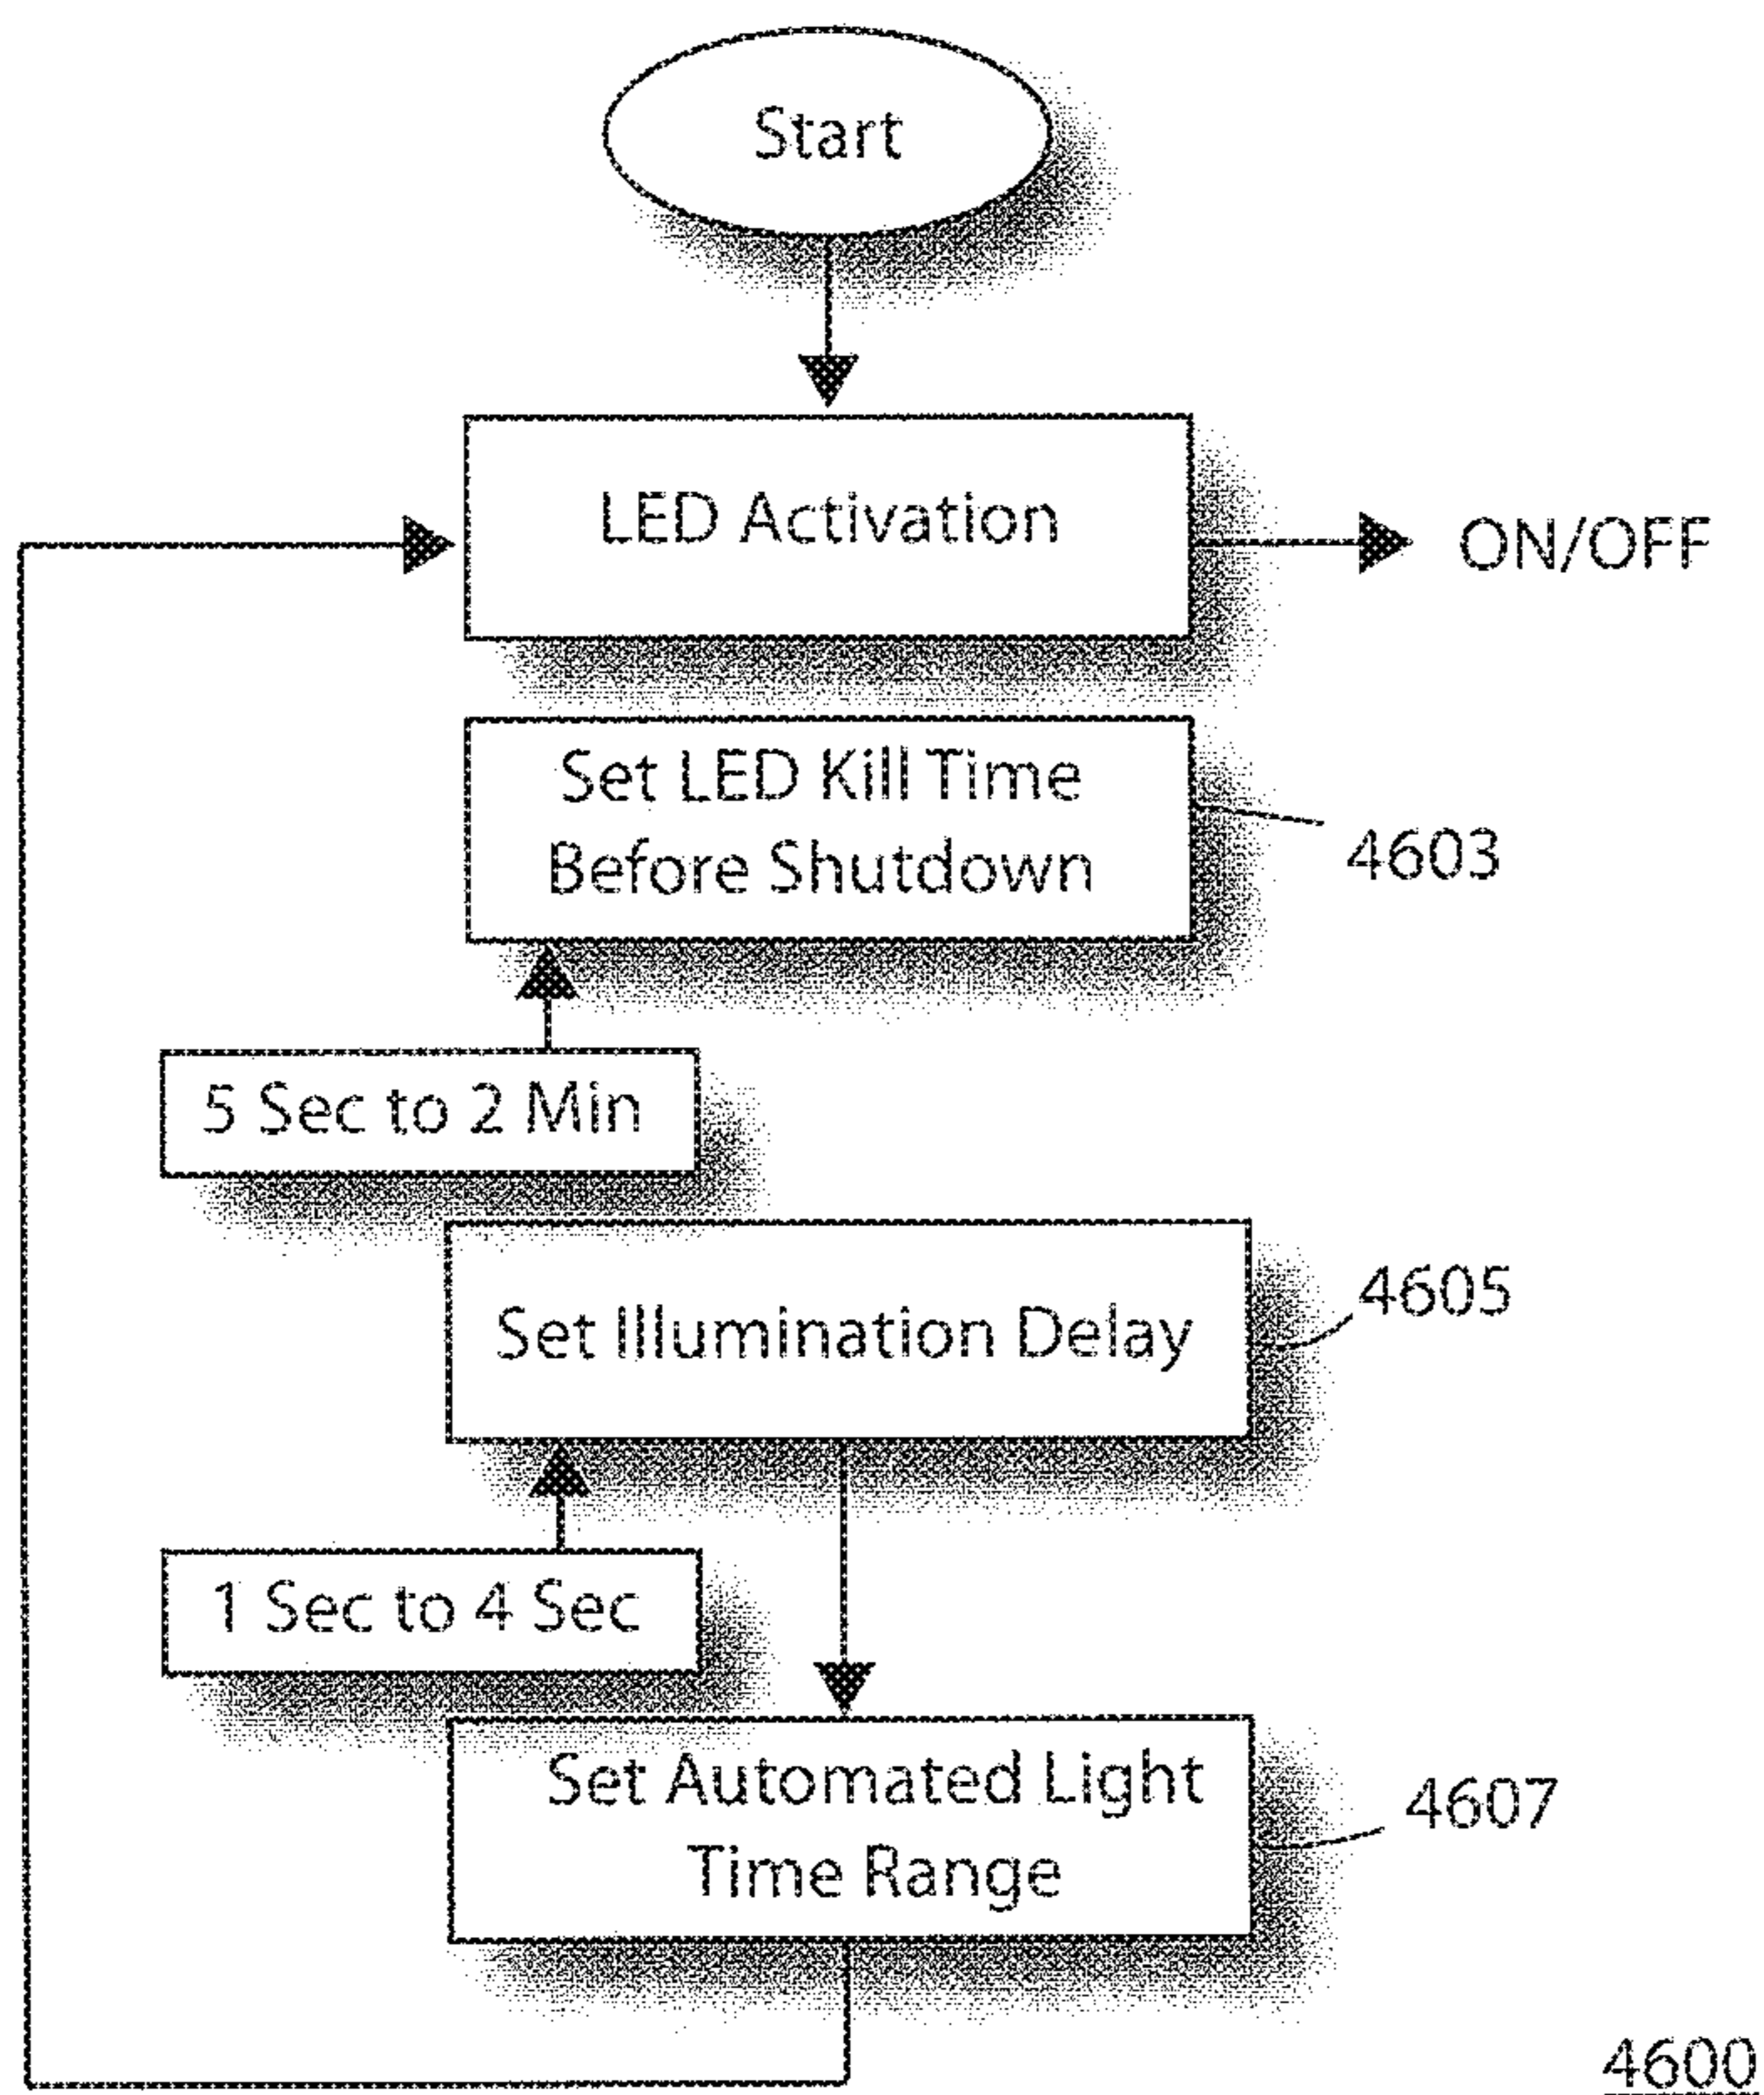 Start
LED Activation
ON/OFF
Set LED Kill Time
Before Shutdown
4603
5 Sec to 2 Min
Set Illumination Delay
4605
1 Sec to 4 Sec
Set Automated Light
Time Range
4607
4600